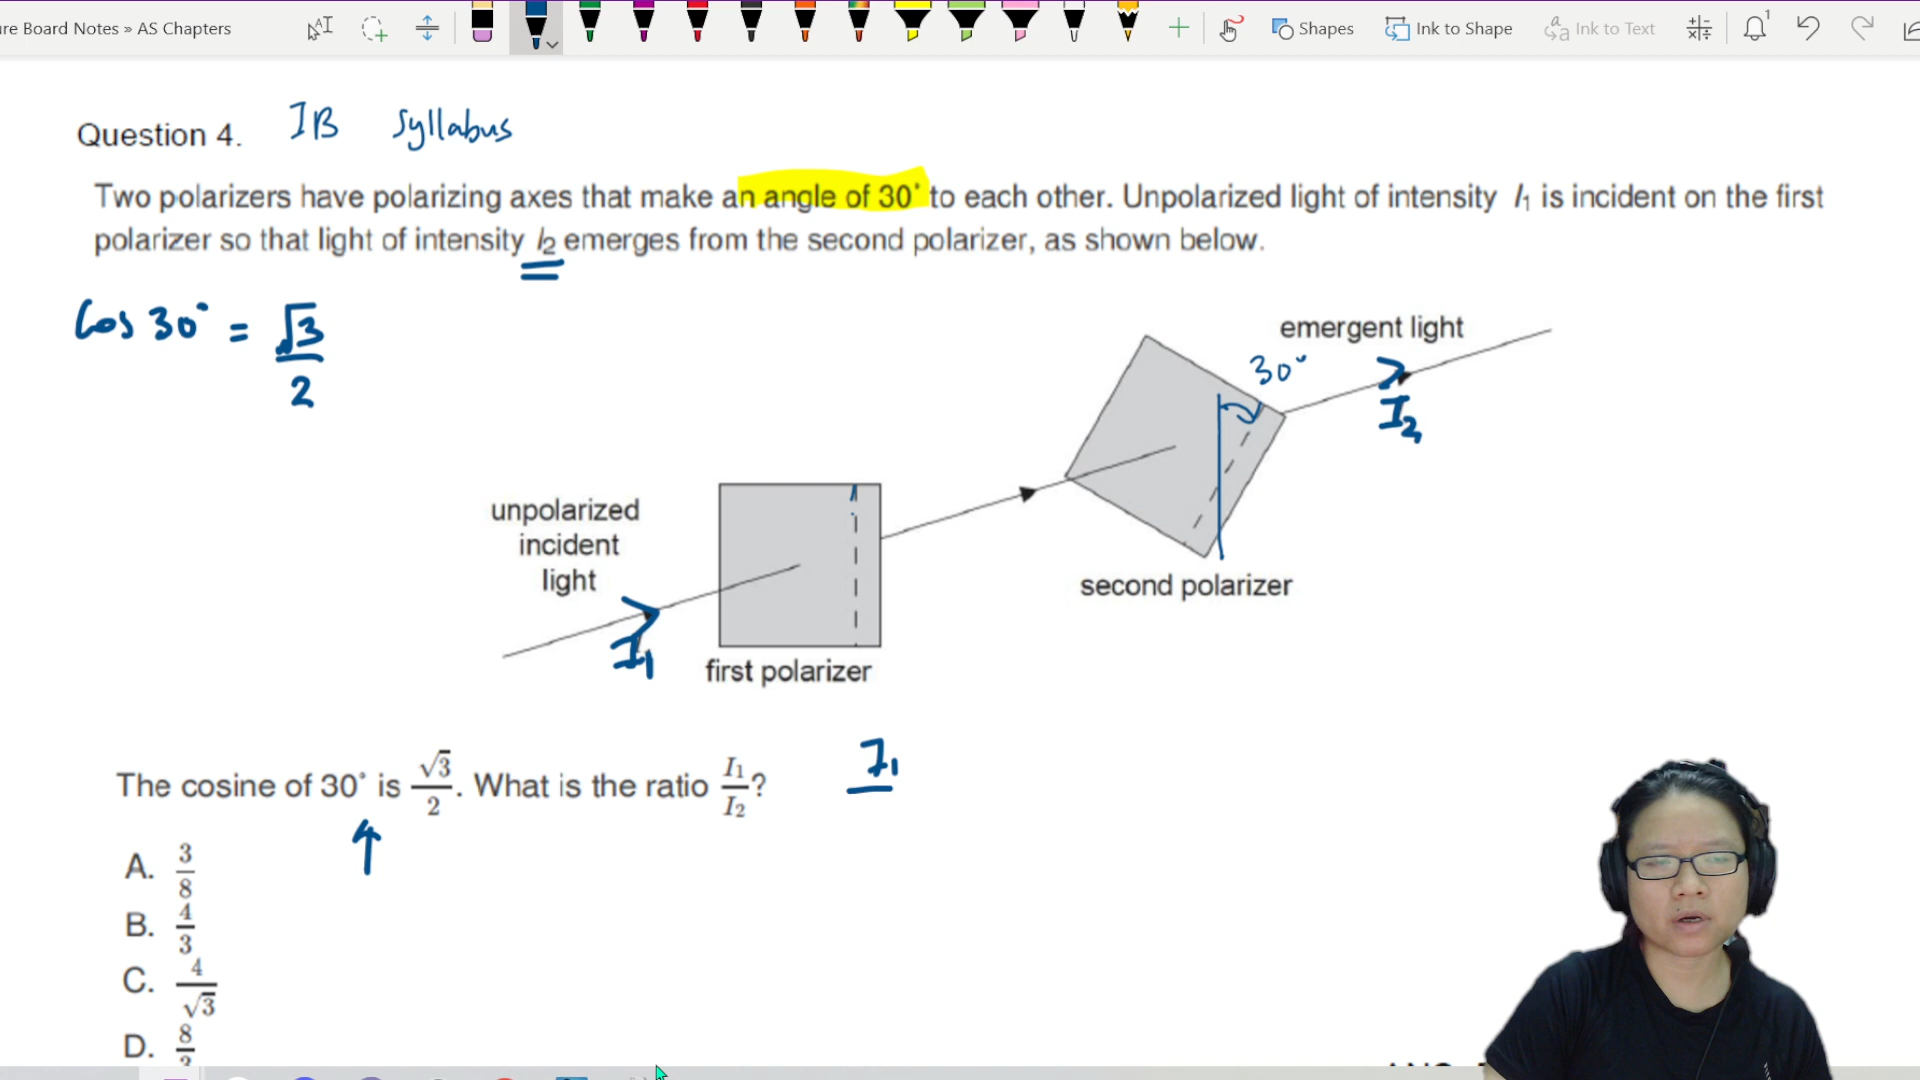 re Board Notes » AS Chapters
Shapes
Ink to Shape
Ink to Text
1
Question 4. IB Syllabus
Two polarizers have polarizing axes that make an angle of 30° to each other. Unpolarized light of intensity I₁ is incident on the first
polarizer so that light of intensity I₂ emerges from the second polarizer, as shown below.
Cos 30° = √3/2
emergent light
30°
I₂
unpolarized
incident
light
I₁
first polarizer
second polarizer
The cosine of 30° is √3/2. What is the ratio I₁/I₂?
I₁
A. 3/8
B. 4/3
C. 4/√3
D. 8/3